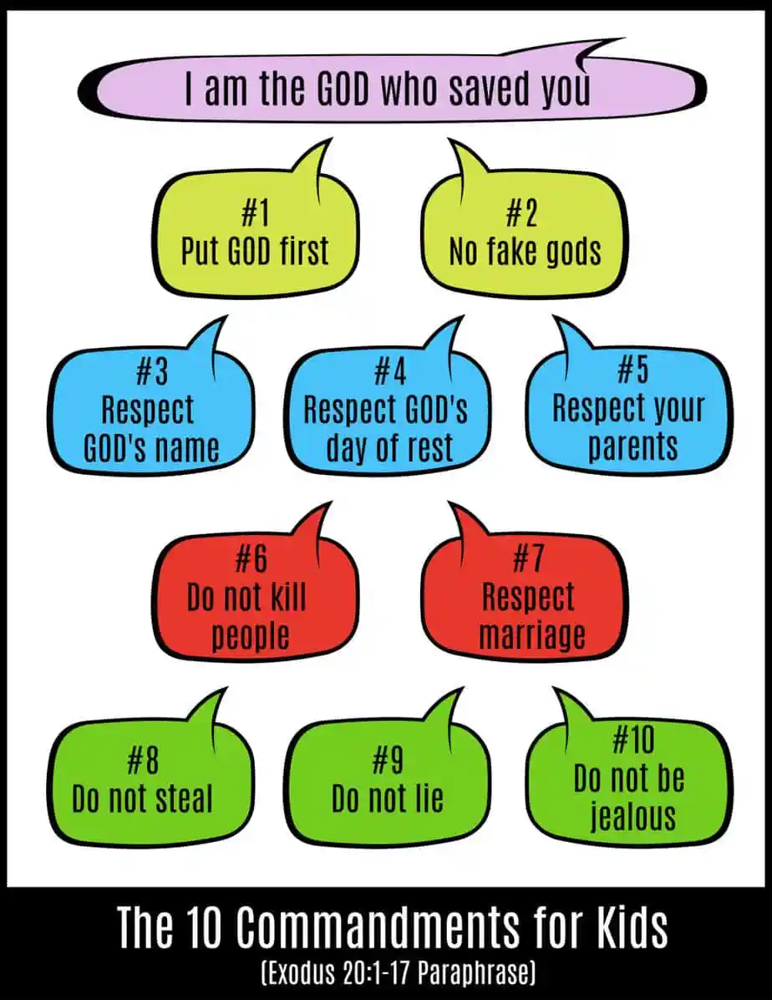 I am the GOD who saved you
#1
Put GOD first
#2
No fake gods
#3
Respect
GOD's name
#4
Respect GOD's
day of rest
#5
Respect your
parents
#6
Do not kill
people
#7
Respect
marriage
#8
Do not steal
#9
Do not lie
#10
Do not be
jealous
The 10 Commandments for Kids
(Exodus 20:1-17 Paraphrase)